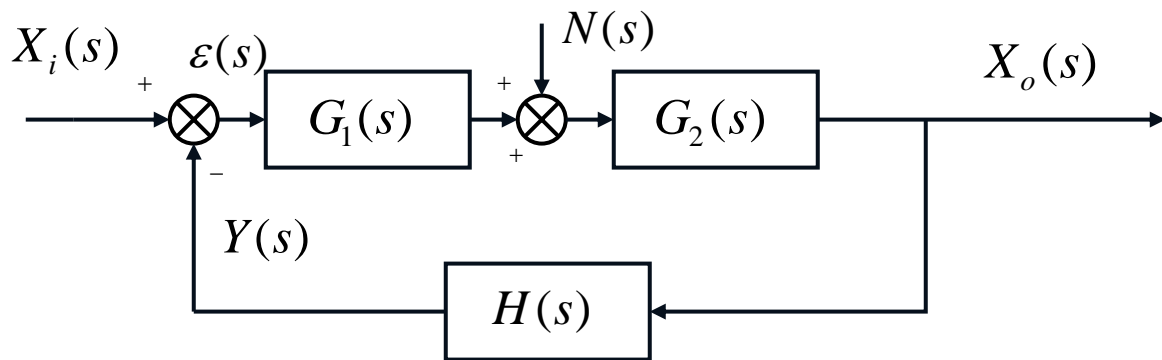 X_i(s)
ε(s)
N(s)
X_o(s)
+
+
G_1(s)
G_2(s)
+
−
Y(s)
H(s)